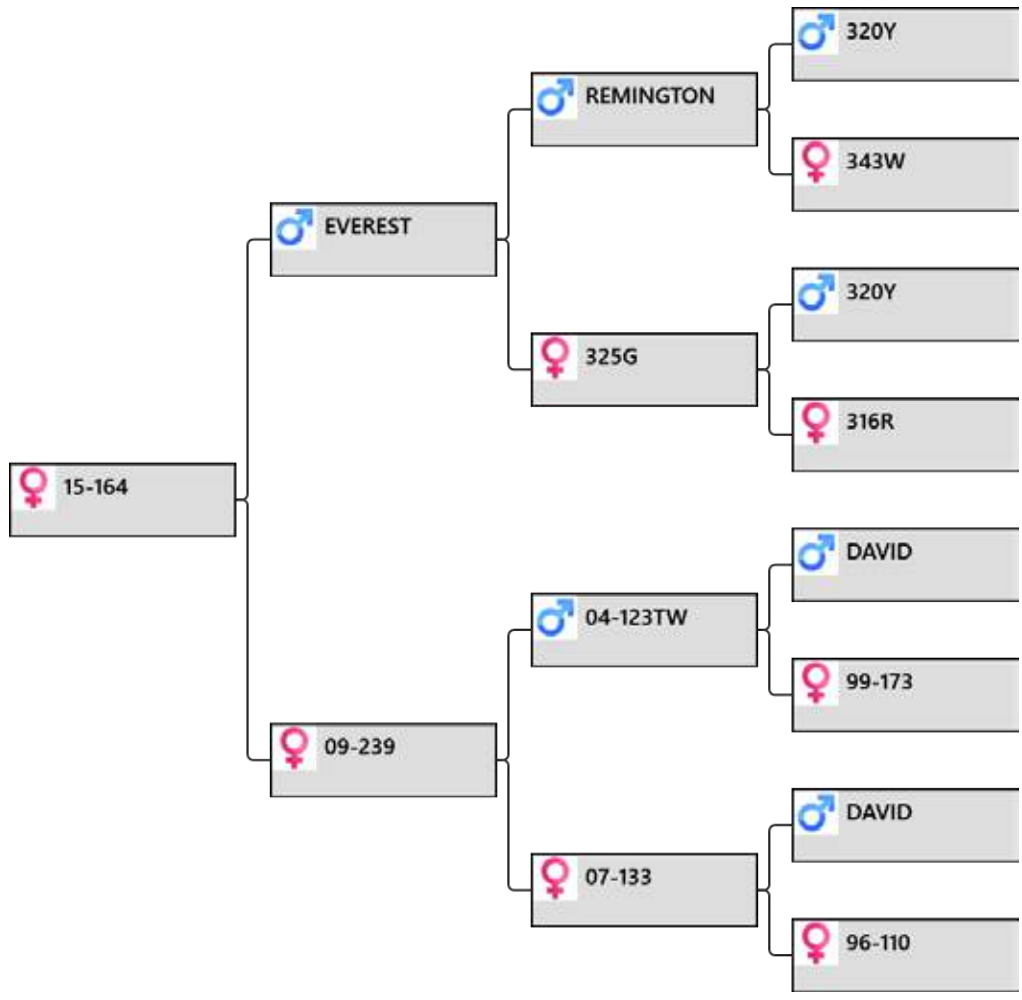 320Y
REMINGTON
343W
EVEREST
320Y
325G
316R
15-164
DAVID
04-123TW
99-173
09-239
DAVID
07-133
96-110